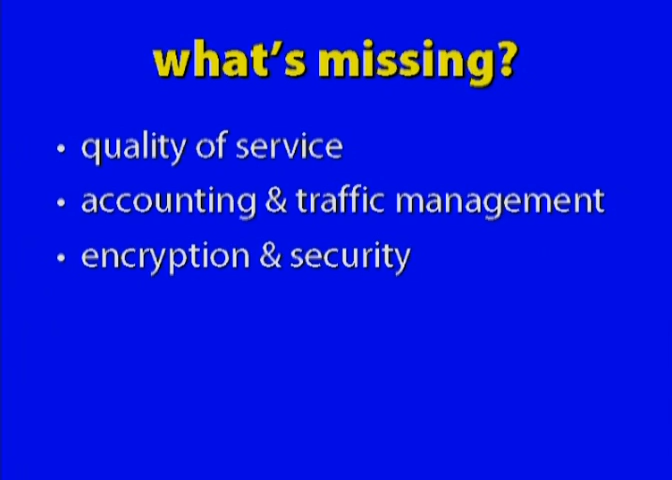 what's missing?
• quality of service
• accounting & traffic management
• encryption & security